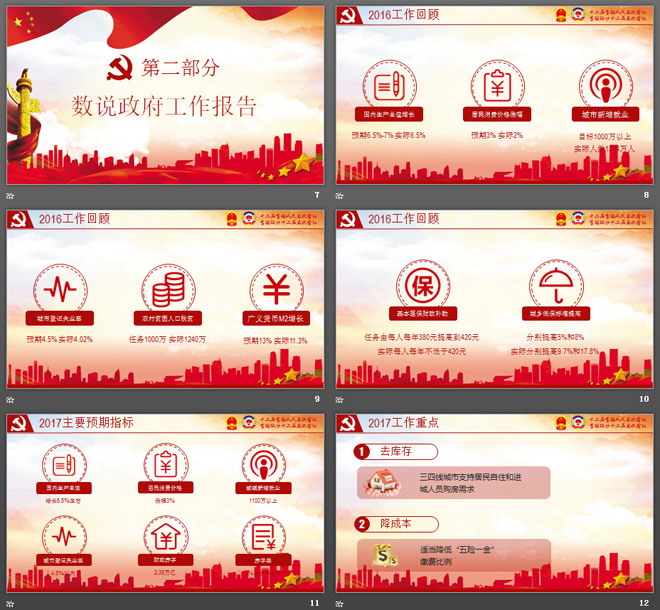 第二部分
数说政府工作报告
7
2016工作回顾
国内生产总值增长
预期6.5%-7% 实际6.5%
居民消费价格涨幅
预期3% 实际2%
城市新增就业
目标1000万以上
8
2016工作回顾
城市登记失业率
预期4.5% 实际4.02%
农村贫困人口脱贫
任务1000万 实际1240万
广义货币M2增长
预期13% 实际11.3%
9
2016工作回顾
保
基本医保财政补助
任务由每人每年380元提高到420元
实际每人每年不低于420元
城乡低保标准提高
分别提高5%和8%
实际分别提高9.7%和17.8%
10
2017主要预期指标
国内生产总值
增长6.5%左右
居民消费价格
涨幅3%
城镇新增就业
1100万以上
城市登记失业率
4.5%以内
财政赤字
2.38万亿
赤字率
11
2017工作重点
1 去库存
三四线城市支持居民自住和进
城人员购房需求
2 降成本
适当降低“五险一金”
缴费比例
12